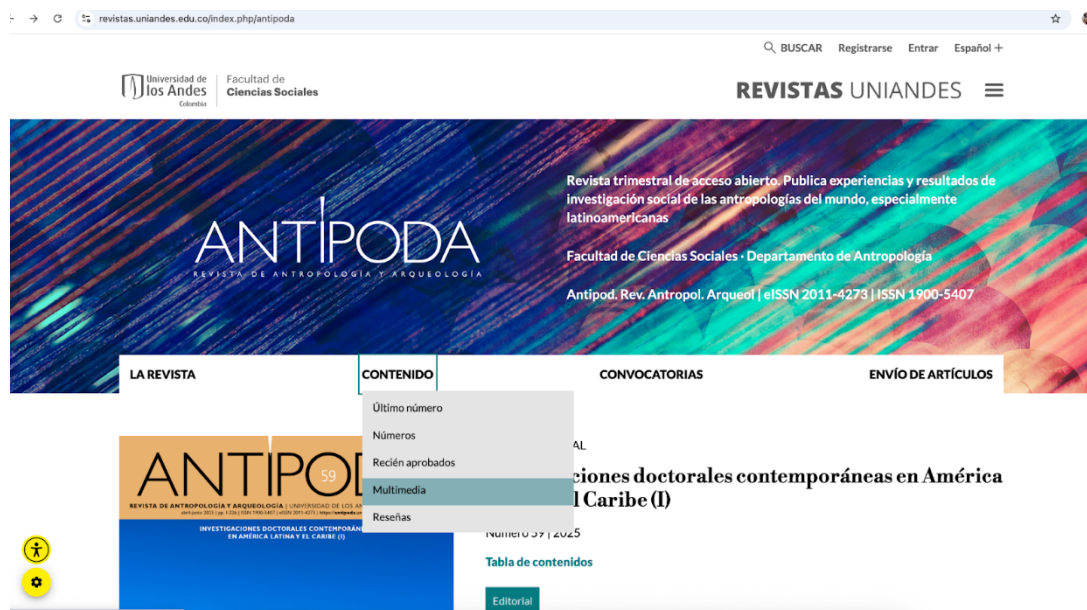 revistas.uniandes.edu.co/index.php/antipoda
BUSCAR Registrarse Entrar Español +
Universidad de
los Andes
Colombia
Facultad de
Ciencias Sociales
REVISTAS UNIANDES
ANTÍPODA
REVISTA DE ANTROPOLOGÍA Y ARQUEOLOGÍA
Revista trimestral de acceso abierto. Publica experiencias y resultados de
investigación social de las antropologías del mundo, especialmente
latinoamericanas
Facultad de Ciencias Sociales · Departamento de Antropología
Antipod. Rev. Antropol. Arqueol | eISSN 2011-4273 | ISSN 1900-5407
LA REVISTA CONTENIDO CONVOCATORIAS ENVÍO DE ARTÍCULOS
Último número
Números
Recién aprobados
Multimedia
Reseñas
ANTIPO
59
REVISTA DE ANTROPOLOGÍA Y ARQUEOLOGÍA | UNIVERSIDAD DE LOS
INVESTIGACIONES DOCTORALES
EN AMÉRICA LATINA Y EL CARIBE (I)
AL
ciones doctorales contemporáneas en América
l Caribe (I)
Número 59 | 2025
Tabla de contenidos
Editorial